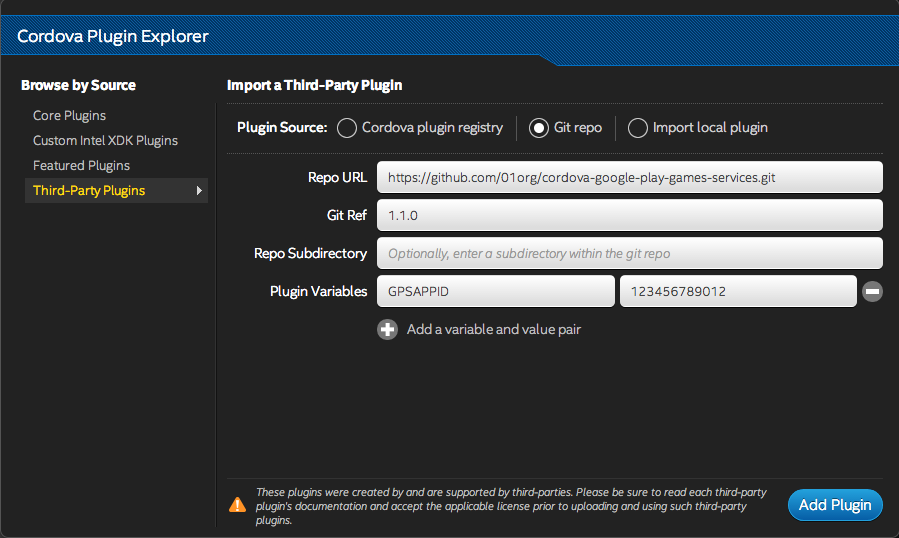 Cordova Plugin Explorer
Browse by Source
Core Plugins
Custom Intel XDK Plugins
Featured Plugins
Third-Party Plugins
Import a Third-Party Plugin
Plugin Source: Cordova plugin registry Git repo Import local plugin
Repo URL https://github.com/01org/cordova-google-play-games-services.git
Git Ref 1.1.0
Repo Subdirectory Optionally, enter a subdirectory within the git repo
Plugin Variables GPSAPPID 123456789012
Add a variable and value pair
These plugins were created by and are supported by third-parties. Please be sure to read each third-party
plugin's documentation and accept the applicable license prior to uploading and using such third-party
plugins.
Add Plugin